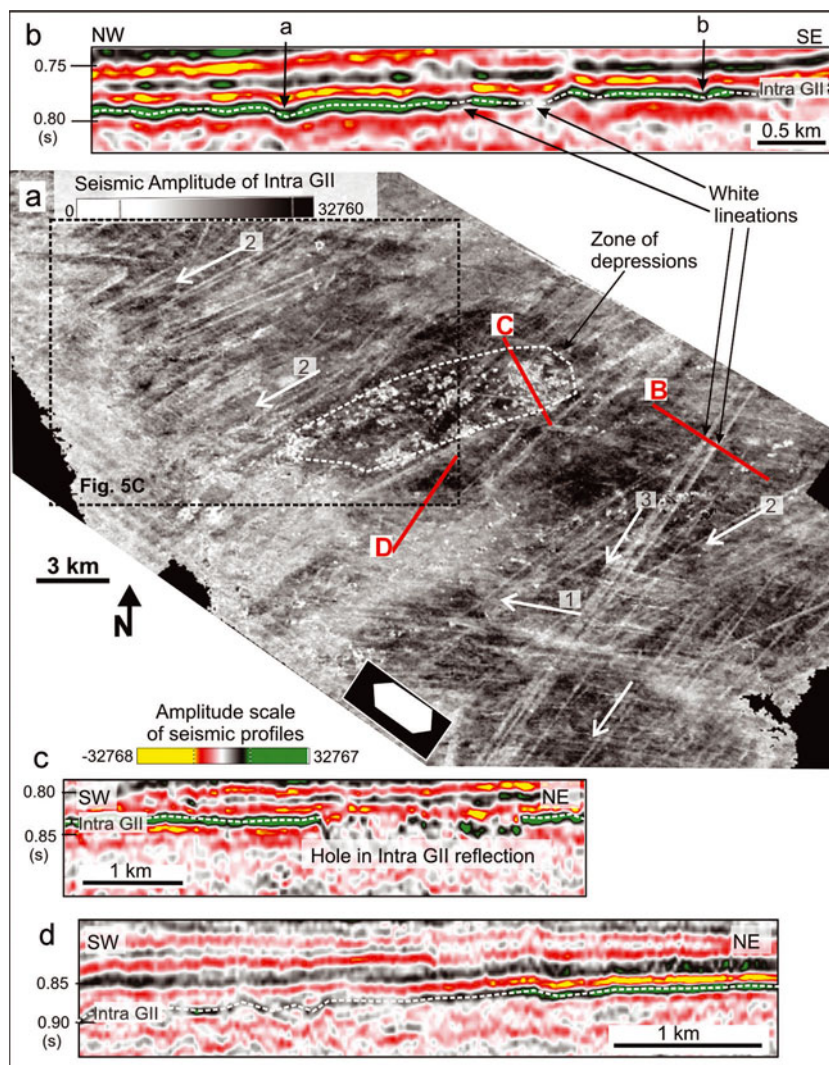 b
NW
a
b
SE
0.75
Intra GII
0.80
(s)
0.5 km
a
Seismic Amplitude of Intra GII
0
32760
White
lineations
Zone of
depressions
2
C
2
B
Fig. 5C
3
2
D
3 km
1
N
Amplitude scale
of seismic profiles
-32768
32767
c
0.80
SW
NE
Intra GII
0.85
(s)
Hole in Intra GII reflection
1 km
d
SW
NE
0.85
Intra GII
0.90
(s)
1 km